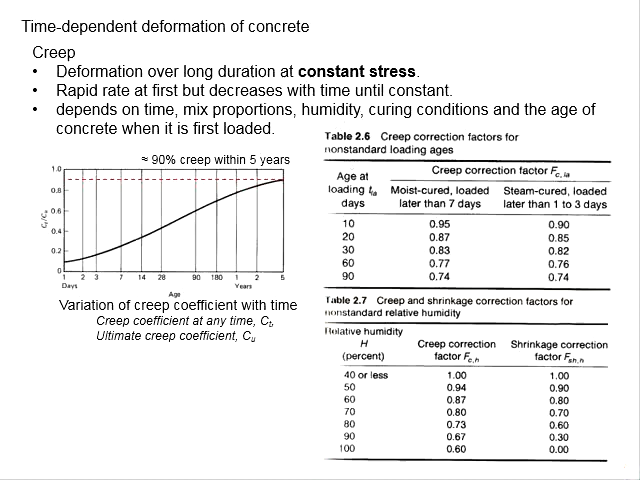 Time-dependent deformation of concrete
Creep
• Deformation over long duration at constant stress.
• Rapid rate at first but decreases with time until constant.
• depends on time, mix proportions, humidity, curing conditions and the age of
concrete when it is first loaded.
≈ 90% creep within 5 years
1.0
0.8
0.6
0.4
0.2
0
Ct/Cu
1 2 3 7 14 28 90 180 1 2 5
Days Years
Age
Variation of creep coefficient with time
Creep coefficient at any time, Ct,
Ultimate creep coefficient, Cu
Table 2.6 Creep correction factors for
nonstandard loading ages
Age at
loading ta
days
Creep correction factor Fc,la
Moist-cured, loaded
later than 7 days
Steam-cured, loaded
later than 1 to 3 days
10 0.95 0.90
20 0.87 0.85
30 0.83 0.82
60 0.77 0.76
90 0.74 0.74
Table 2.7 Creep and shrinkage correction factors for
nonstandard relative humidity
Relative humidity
H
(percent)
Creep correction
factor Fc,h
Shrinkage correction
factor Fsh,h
40 or less 1.00 1.00
50 0.94 0.90
60 0.87 0.80
70 0.80 0.70
80 0.73 0.60
90 0.67 0.30
100 0.60 0.00